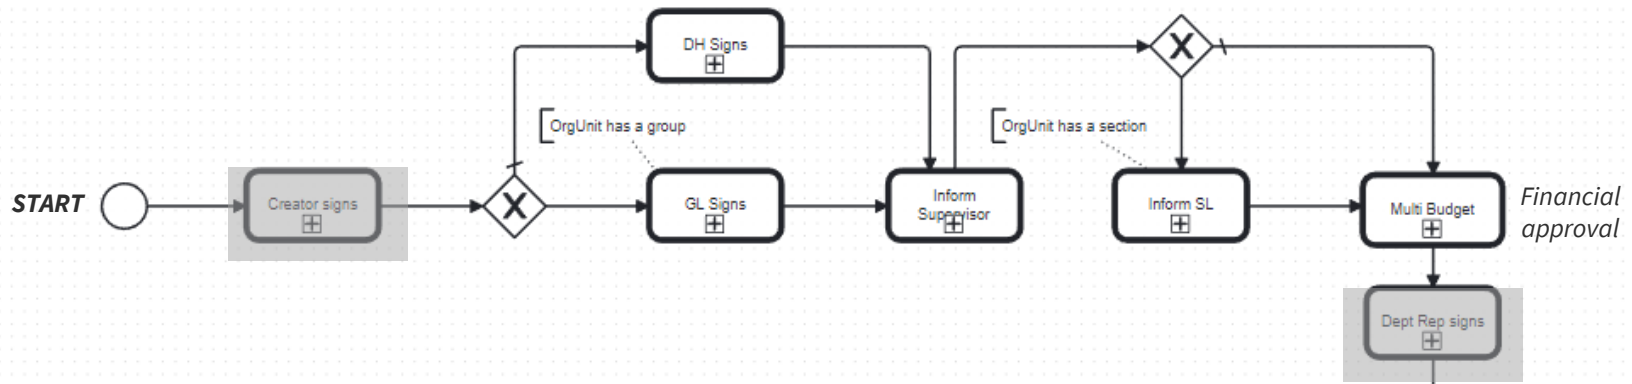 DH Signs
OrgUnit has a group
OrgUnit has a section
START
Creator signs
GL Signs
Inform
Supervisor
Inform SL
Multi Budget
Financial
approval
Dept Rep signs